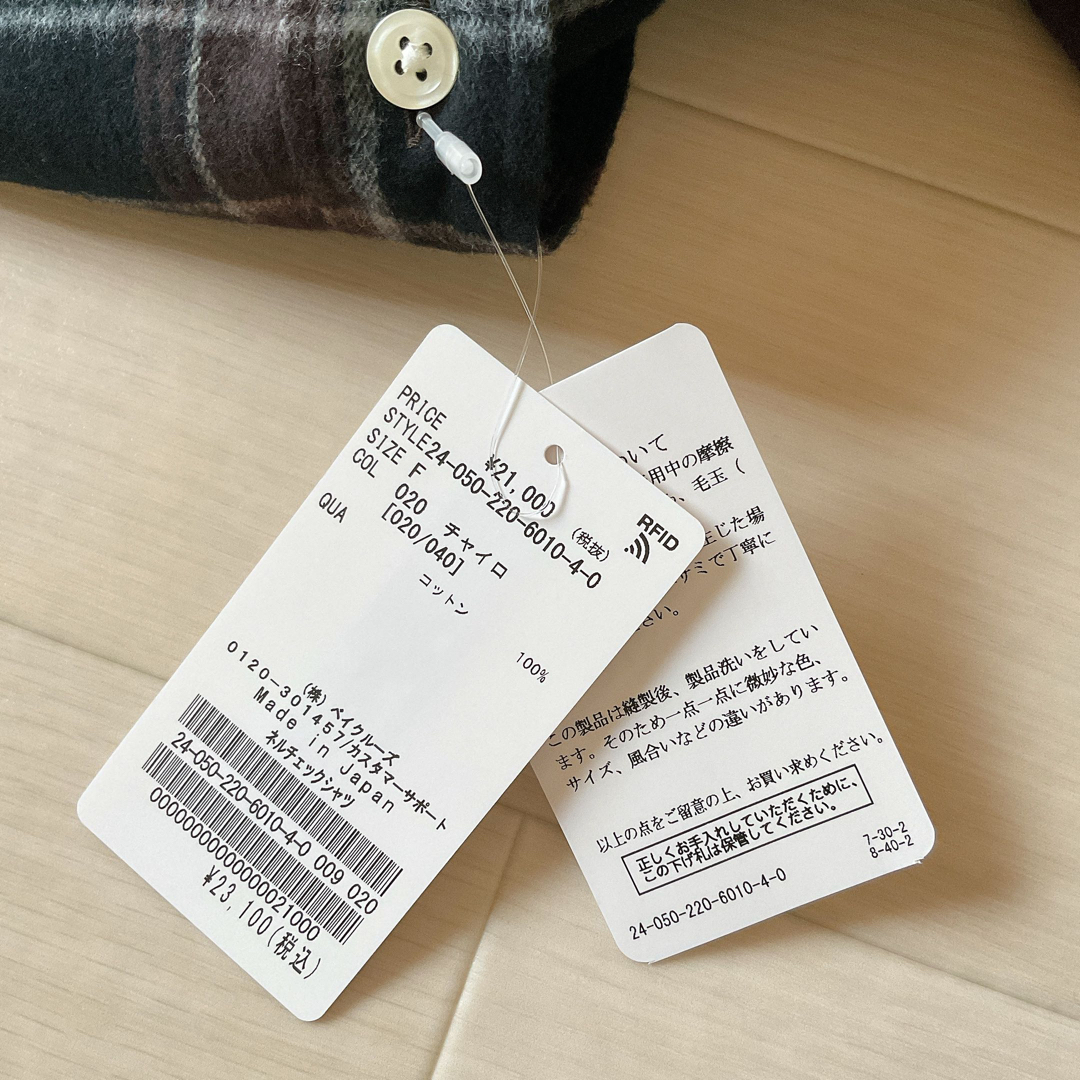 PRICE ¥21,000 (税抜)
STYLE24-050-220-6010-4-0
SIZE F
COL 020 チャイロ
[020/040]
QUA コットン 100%
RFID
(株)ベイクルーズ
0120-301457/カスタマーサポート
Made in Japan
ネルチェックシャツ
24-050-220-6010-4-0 009 020
0000000000000021000
¥23,100(税込)
いて
用中の摩擦
毛玉(
じた場
ミで丁寧に
さい。
この製品は縫製後、製品洗いをしてい
ます。そのため一点一点に微妙な色、
サイズ、風合いなどの違いがあります。
以上の点をご留意の上、お買い求めください。
正しくお手入れしていただくために、
この下げ札は保管してください。
7-30-2
8-40-2
24-050-220-6010-4-0